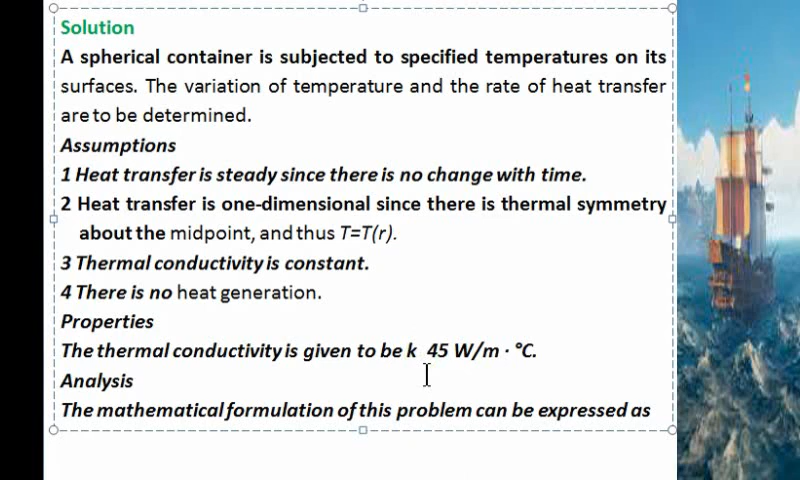 Solution
A spherical container is subjected to specified temperatures on its
surfaces. The variation of temperature and the rate of heat transfer
are to be determined.
Assumptions
1 Heat transfer is steady since there is no change with time.
2 Heat transfer is one-dimensional since there is thermal symmetry
about the midpoint, and thus T=T(r).
3 Thermal conductivity is constant.
4 There is no heat generation.
Properties
The thermal conductivity is given to be k 45 W/m · °C.
Analysis
The mathematical formulation of this problem can be expressed as